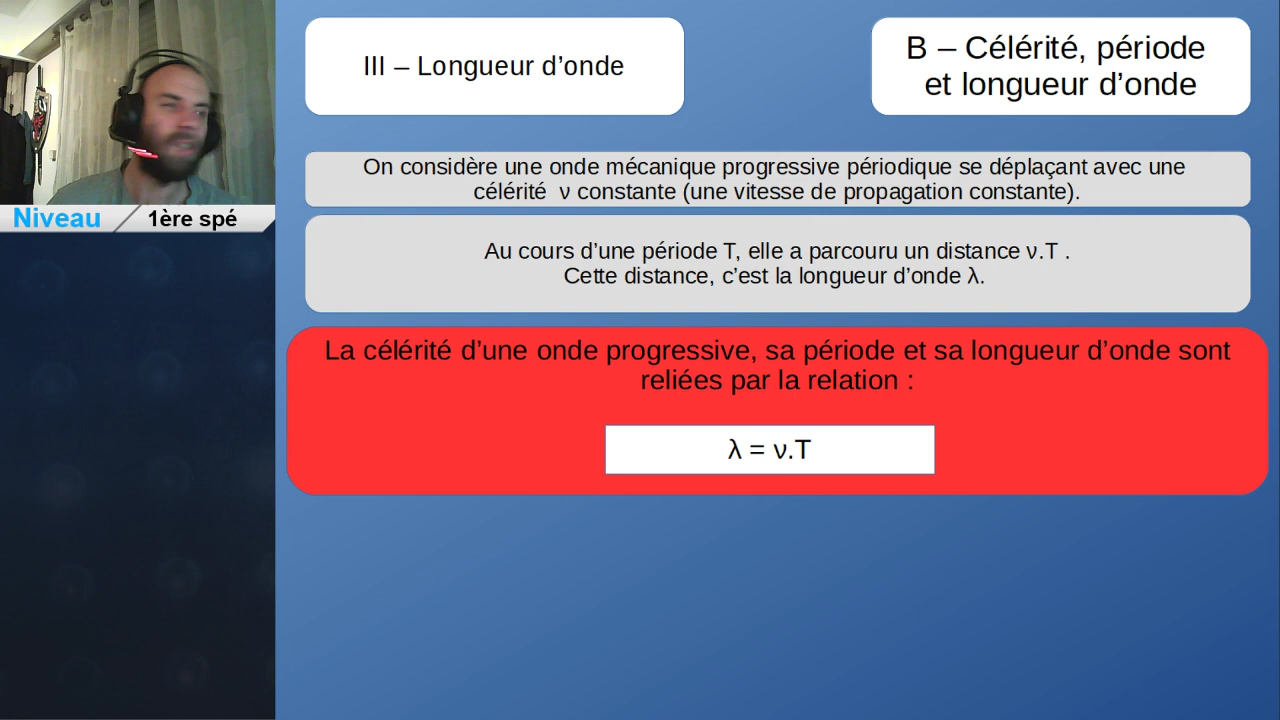 III – Longueur d’onde
B – Célérité, période
et longueur d’onde
On considère une onde mécanique progressive périodique se déplaçant avec une
célérité ν constante (une vitesse de propagation constante).
Niveau
1ère spé
Au cours d’une période T, elle a parcouru un distance ν.T .
Cette distance, c’est la longueur d’onde λ.
La célérité d’une onde progressive, sa période et sa longueur d’onde sont
reliées par la relation :
λ = ν.T